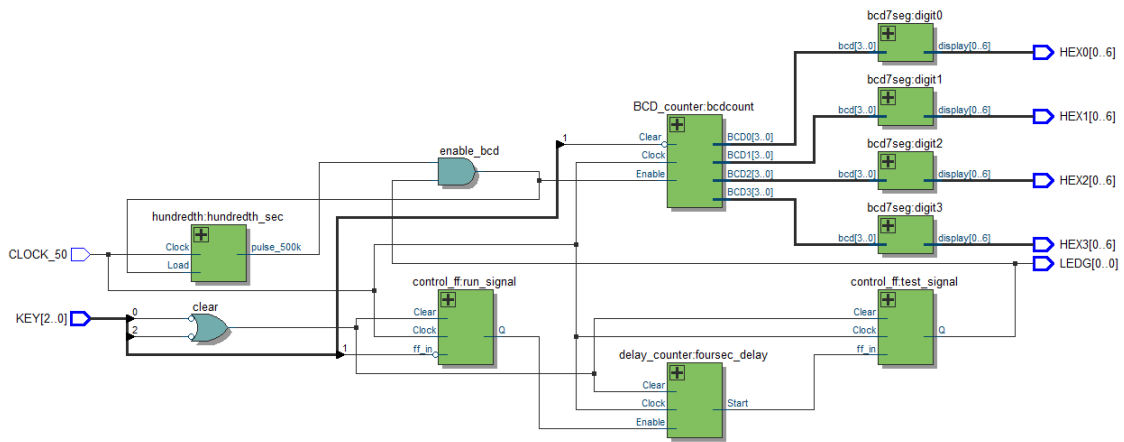 bcd7seg:digit0
bcd[3..0] display[0..6] HEX0[0..6]
bcd7seg:digit1
BCD_counter:bcdcount
bcd[3..0] display[0..6] HEX1[0..6]
1 Clear BCD0[3..0]
bcd7seg:digit2
enable_bcd
Clock BCD1[3..0]
Enable BCD2[3..0]
bcd[3..0] display[0..6] HEX2[0..6]
BCD3[3..0]
bcd7seg:digit3
hundredth:hundredth_sec
bcd[3..0] display[0..6] HEX3[0..6]
CLOCK_50 Clock pulse_500k
Load
LEDG[0..0]
control_ff:run_signal
control_ff:test_signal
clear
KEY[2..0] 0
2
Clear
Clock Q
1 ff_in
Clear
Clock Q
ff_in
delay_counter:foursec_delay
Clear
Clock Start
Enable